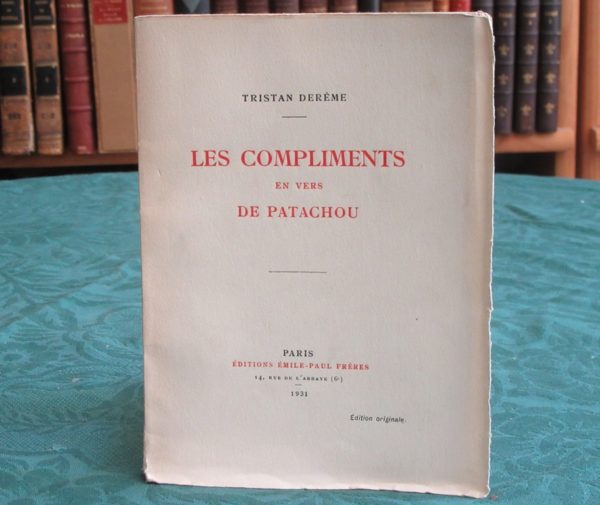 TRISTAN DERÈME
LES COMPLIMENTS
EN VERS
DE PATACHOU
PARIS
ÉDITIONS ÉMILE-PAUL FRÈRES
14, RUE DE L'ABBAYE (6e)
1931
Édition originale.